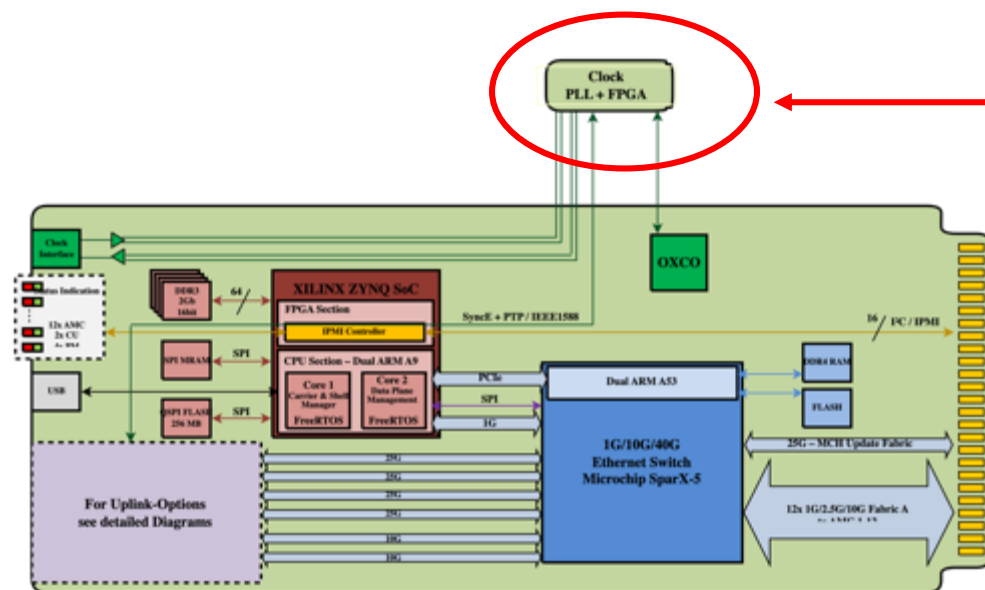 Clock
PLL + FPGA
Clock
Interface
OXCO
Status Indication
12x AMC
2x CU
DDR3
2Gb
16bit
64
XILINX ZYNQ SoC
FPGA Section
IPMI Controller
SyncE + PTP / IEEE1588
16
I²C / IPMI
SPI MRAM
SPI
CPU Section – Dual ARM A9
Core 1
Carrier & Shelf
Manager
FreeRTOS
Core 2
Data Plane
Management
FreeRTOS
USB
QSPI FLASH
256 MB
SPI
PCIe
SPI
1G
Dual ARM A53
DDR4 RAM
FLASH
1G/10G/40G
Ethernet Switch
Microchip SparX-5
25G – MCH Update Fabric
12x 1G/2.5G/10G Fabric A
For Uplink-Options
see detailed Diagrams
25G
25G
25G
25G
10G
10G